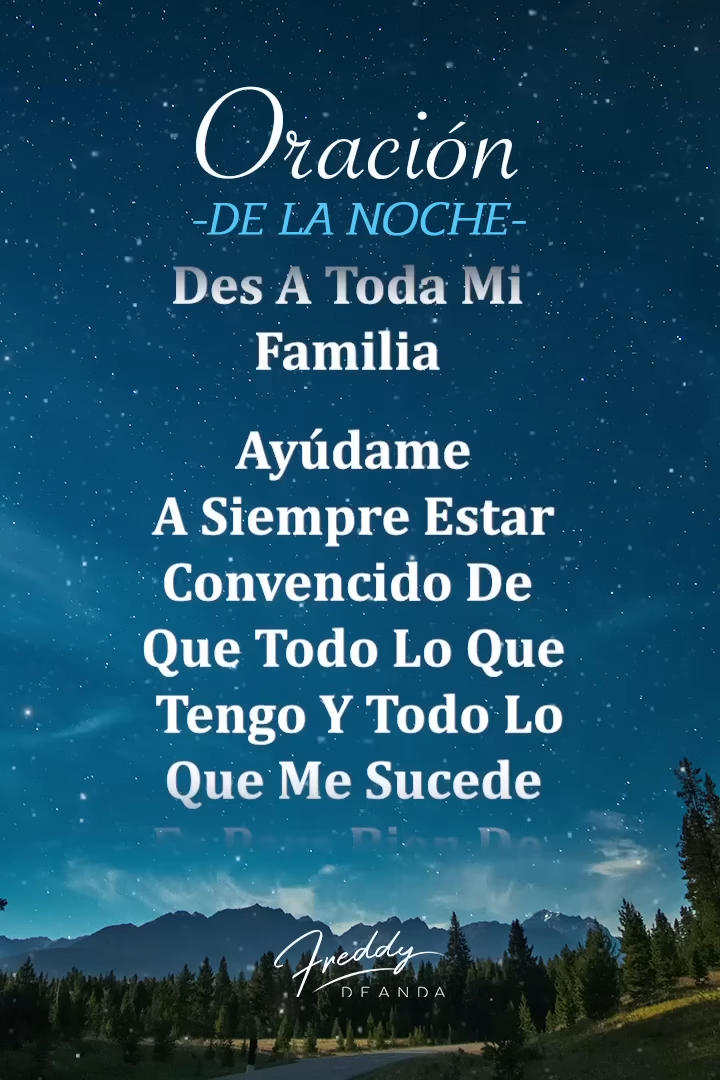 Oración
-DE LA NOCHE-
Des A Toda Mi
Familia
Ayúdame
A Siempre Estar
Convencido De
Que Todo Lo Que
Tengo Y Todo Lo
Que Me Sucede
Freddy
DEANDA